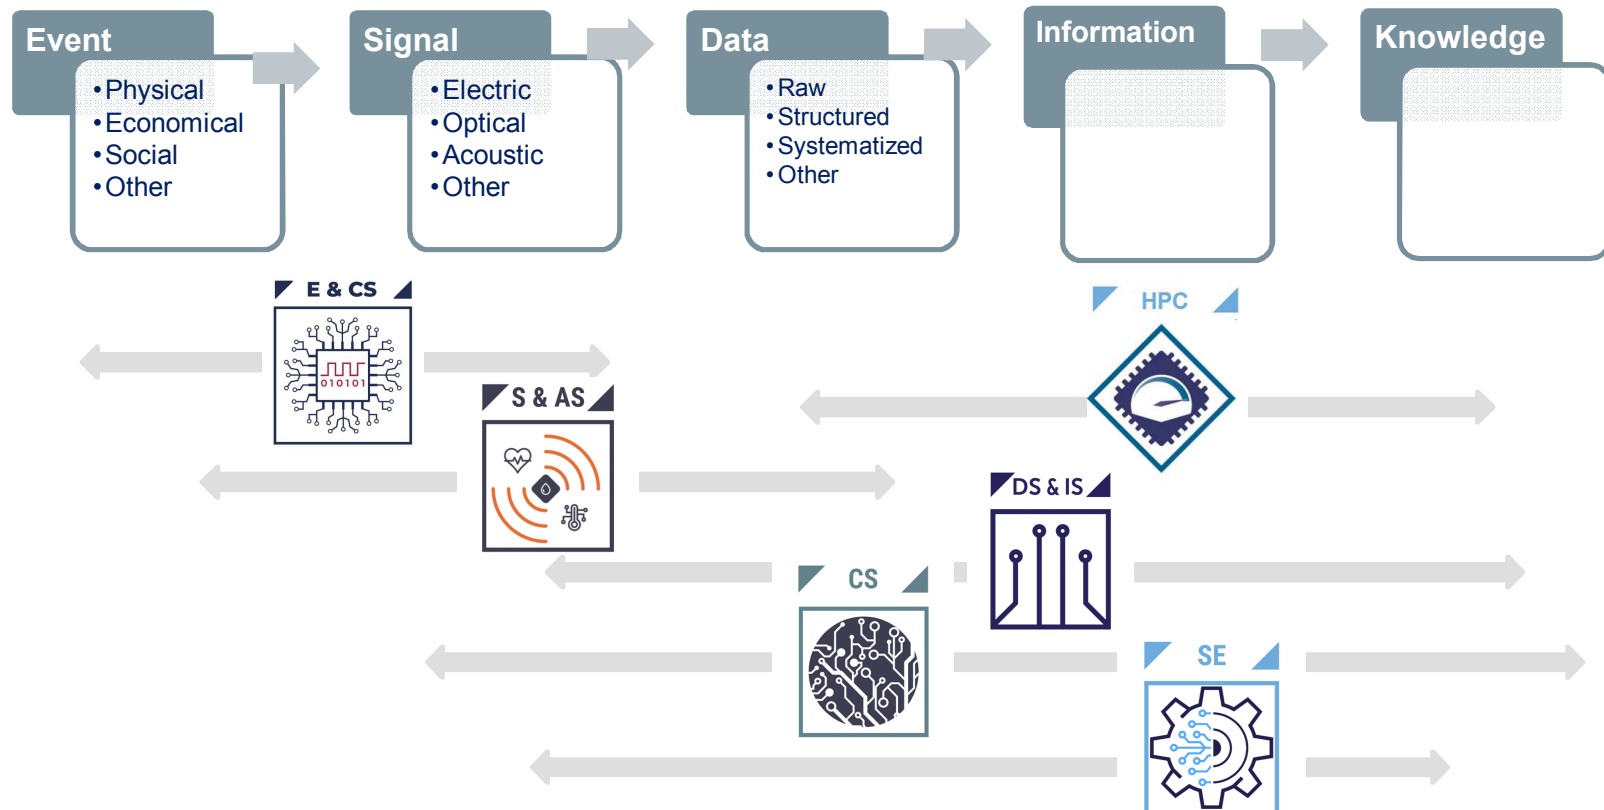 Event
• Physical
• Economical
• Social
• Other
Signal
• Electric
• Optical
• Acoustic
• Other
Data
• Raw
• Structured
• Systematized
• Other
Information
Knowledge
E & CS
010101
HPC
S & AS
DS & IS
CS
SE